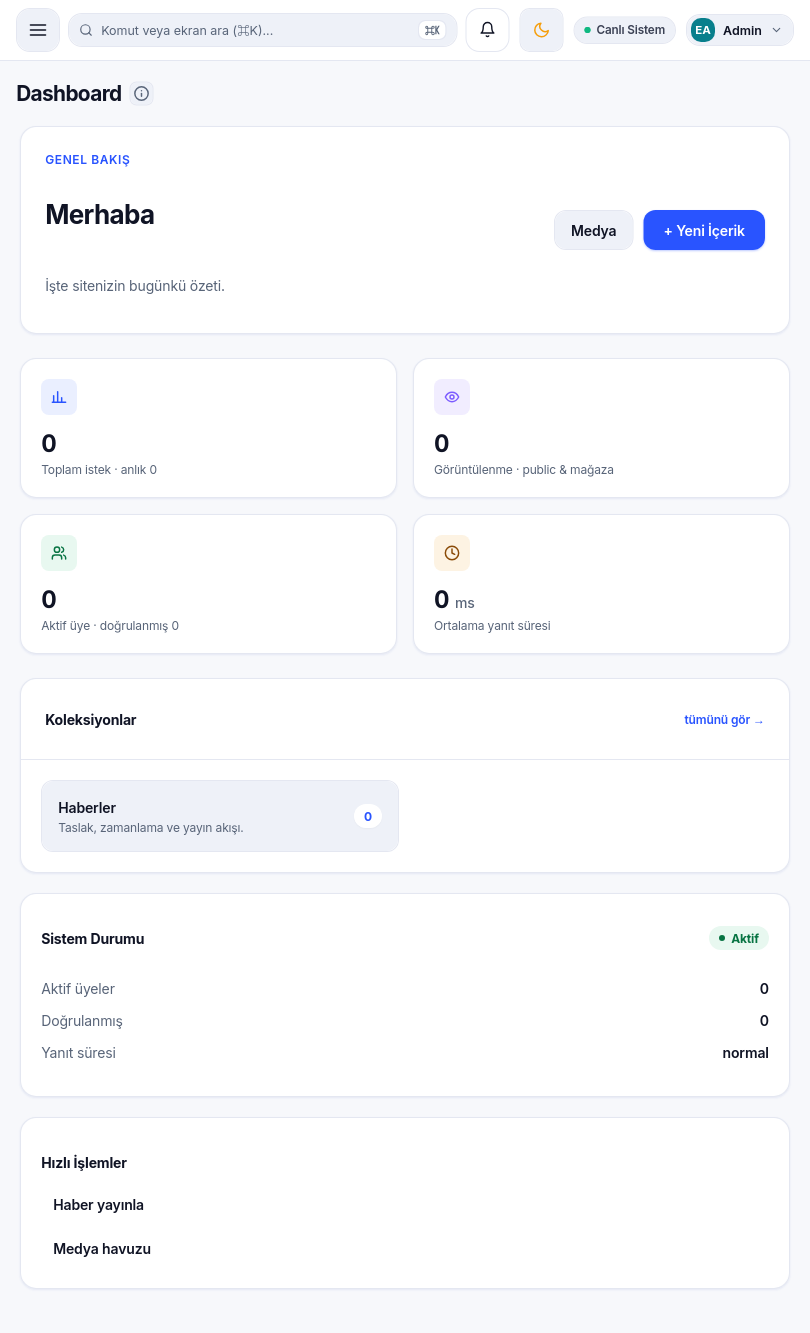 Komut veya ekran ara (⌘K)... ⌘K Canlı Sistem EA Admin
Dashboard
GENEL BAKIŞ
Merhaba
Medya + Yeni İçerik
İşte sitenizin bugünkü özeti.
0
Toplam istek · anlık 0
0
Görüntülenme · public & mağaza
0
Aktif üye · doğrulanmış 0
0 ms
Ortalama yanıt süresi
Koleksiyonlar tümünü gör →
Haberler
Taslak, zamanlama ve yayın akışı.
0
Sistem Durumu Aktif
Aktif üyeler 0
Doğrulanmış 0
Yanıt süresi normal
Hızlı İşlemler
Haber yayınla
Medya havuzu